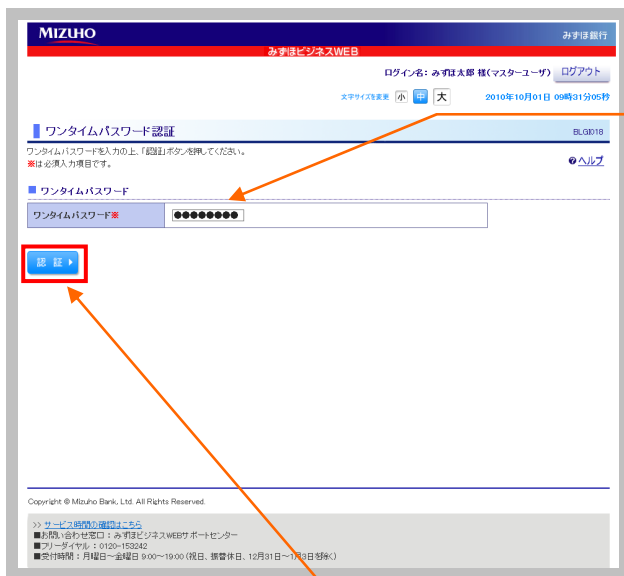 MIZUHO
みずほ銀行
みずほビジネスWEB
ログイン名：みずほ太郎 様(マスターユーザ) ログアウト
文字サイズを変更 小 中 大 2010年10月01日 09時31分05秒
ワンタイムパスワード認証 BLGI018
ワンタイムパスワードを入力の上、「認証」ボタンを押してください。
※は必須入力項目です。
ヘルプ
ワンタイムパスワード
ワンタイムパスワード※ ●●●●●●●●
認 証
Copyright © Mizuho Bank, Ltd. All Rights Reserved.
>> サービス時間の確認はこちら
■お問い合わせ窓口：みずほビジネスWEBサポートセンター
■フリーダイヤル：0120-153242
■受付時間：月曜日～金曜日 9:00～19:00 (祝日、振替休日、12月31日～1月3日を除く)